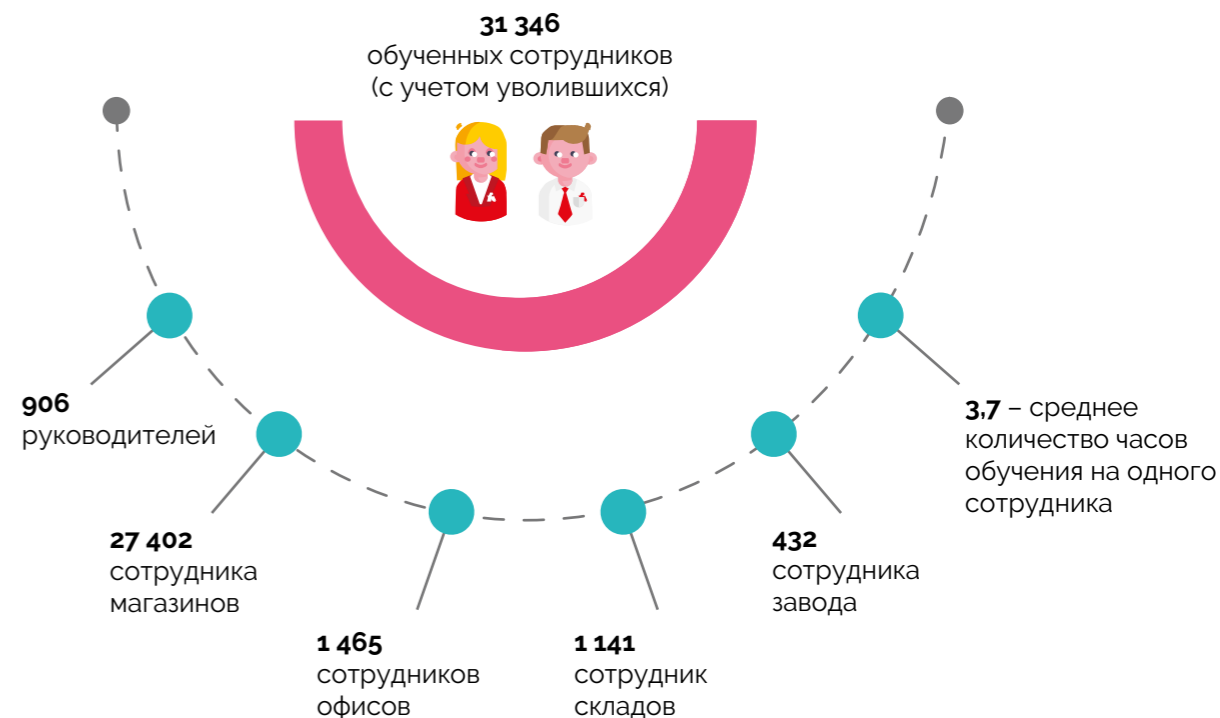 31 346
обученных сотрудников
(с учетом уволившихся)
906
руководителей
27 402
сотрудника
магазинов
1 465
сотрудников
офисов
1 141
сотрудник
складов
432
сотрудника
завода
3,7 – среднее
количество часов
обучения на одного
сотрудника